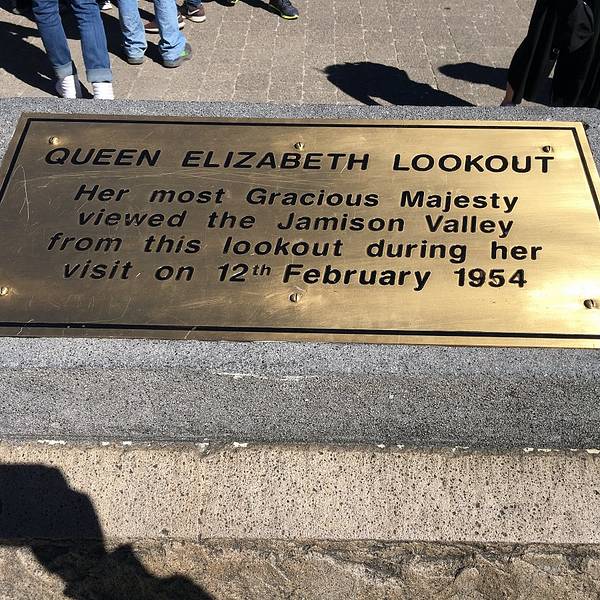 QUEEN ELIZABETH LOOKOUT
Her most Gracious Majesty
viewed the Jamison Valley
from this lookout during her
visit on 12th February 1954